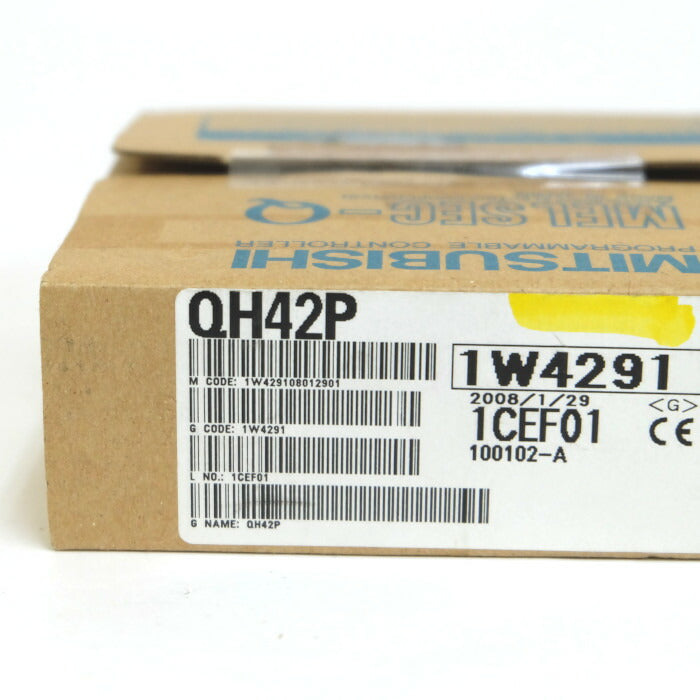 MELSEC-Q
PROGRAMMABLE CONTROLLER
MITSUBISHI
QH42P
M CODE: 1W429108012901
G CODE: 1W4291
L NO.: 1CEF01
G NAME: QH42P
1W4291
2008/1/29
<G>
1CEF01
CE
100102-A